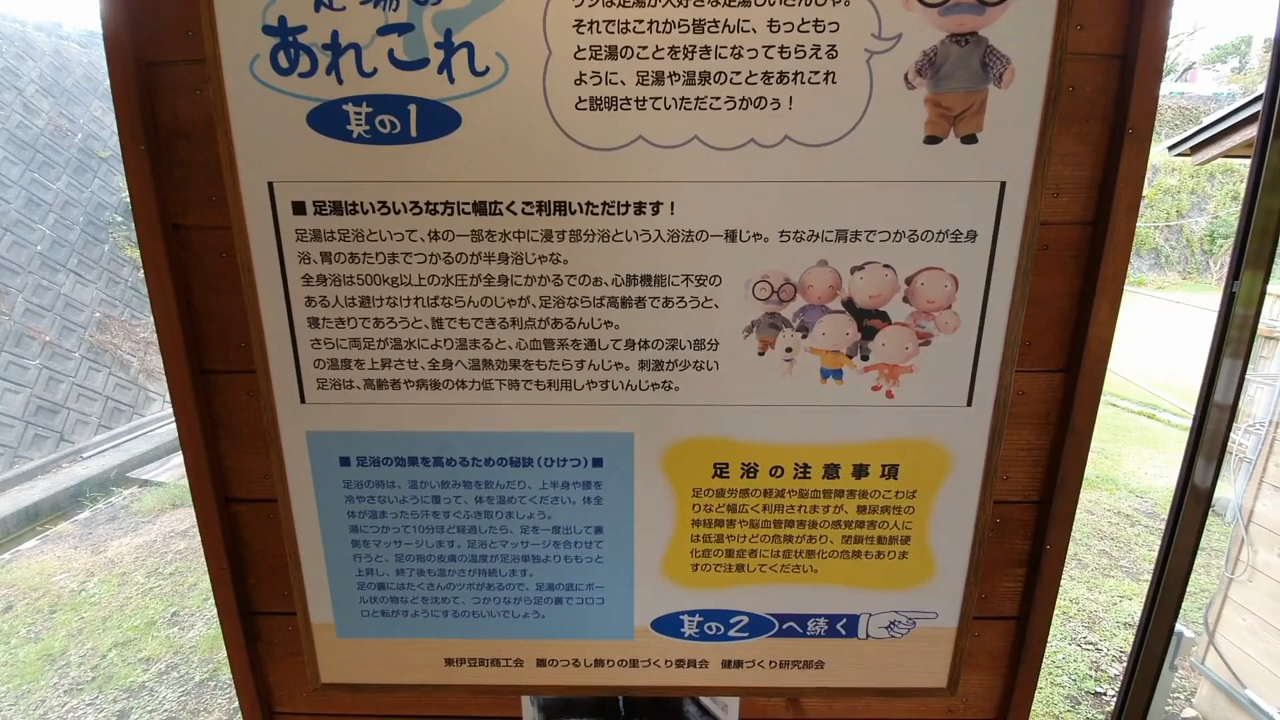 足湯の
あれこれ
其の1
ワシは足湯が大好きな足湯じいさんじゃ。
それではこれから皆さんに、もっともっ
と足湯のことを好きになってもらえる
ように、足湯や温泉のことをあれこれ
と説明させていただこうかのぅ！
■ 足湯はいろいろな方に幅広くご利用いただけます！
足湯は足浴といって、体の一部を水中に浸す部分浴という入浴法の一種じゃ。ちなみに肩までつかるのが全身
浴、胃のあたりまでつかるのが半身浴じゃな。
全身浴は500kg以上の水圧が全身にかかるでのぉ、心肺機能に不安の
ある人は避けなければならんのじゃが、足浴ならば高齢者であろうと、
寝たきりであろうと、誰でもできる利点があるんじゃ。
さらに両足が温水により温まると、心血管系を通して身体の深い部分
の温度を上昇させ、全身へ温熱効果をもたらすんじゃ。刺激が少ない
足浴は、高齢者や病後の体力低下時でも利用しやすいんじゃな。
■ 足浴の効果を高めるための秘訣（ひけつ）■
足浴の時は、温かい飲み物を飲んだり、上半身や腰を
冷やさないように覆って、体を温めてください。体全
体が温まったら汗をすぐふき取りましょう。
湯につかって10分ほど経過したら、足を一度出して裏
側をマッサージします。足浴とマッサージを合わせて
行うと、足の指の皮膚の温度が足浴単独よりももっと
上昇し、終了後も温かさが持続します。
足の裏にはたくさんのツボがあるので、足湯の底にボー
ル状の物などを沈めて、つかりながら足の裏でコロコ
ロと転がすようにするのもいいでしょう。
足浴の注意事項
足の疲労感の軽減や脳血管障害後のこわば
りなど幅広く利用されますが、糖尿病性の
神経障害や脳血管障害後の感覚障害の人に
は低温やけどの危険があり、閉鎖性動脈硬
化症の重症者には症状悪化の危険もありま
すので注意してください。
其の2 へ続く
東伊豆町商工会 雛のつるし飾りの里づくり委員会 健康づくり研究部会